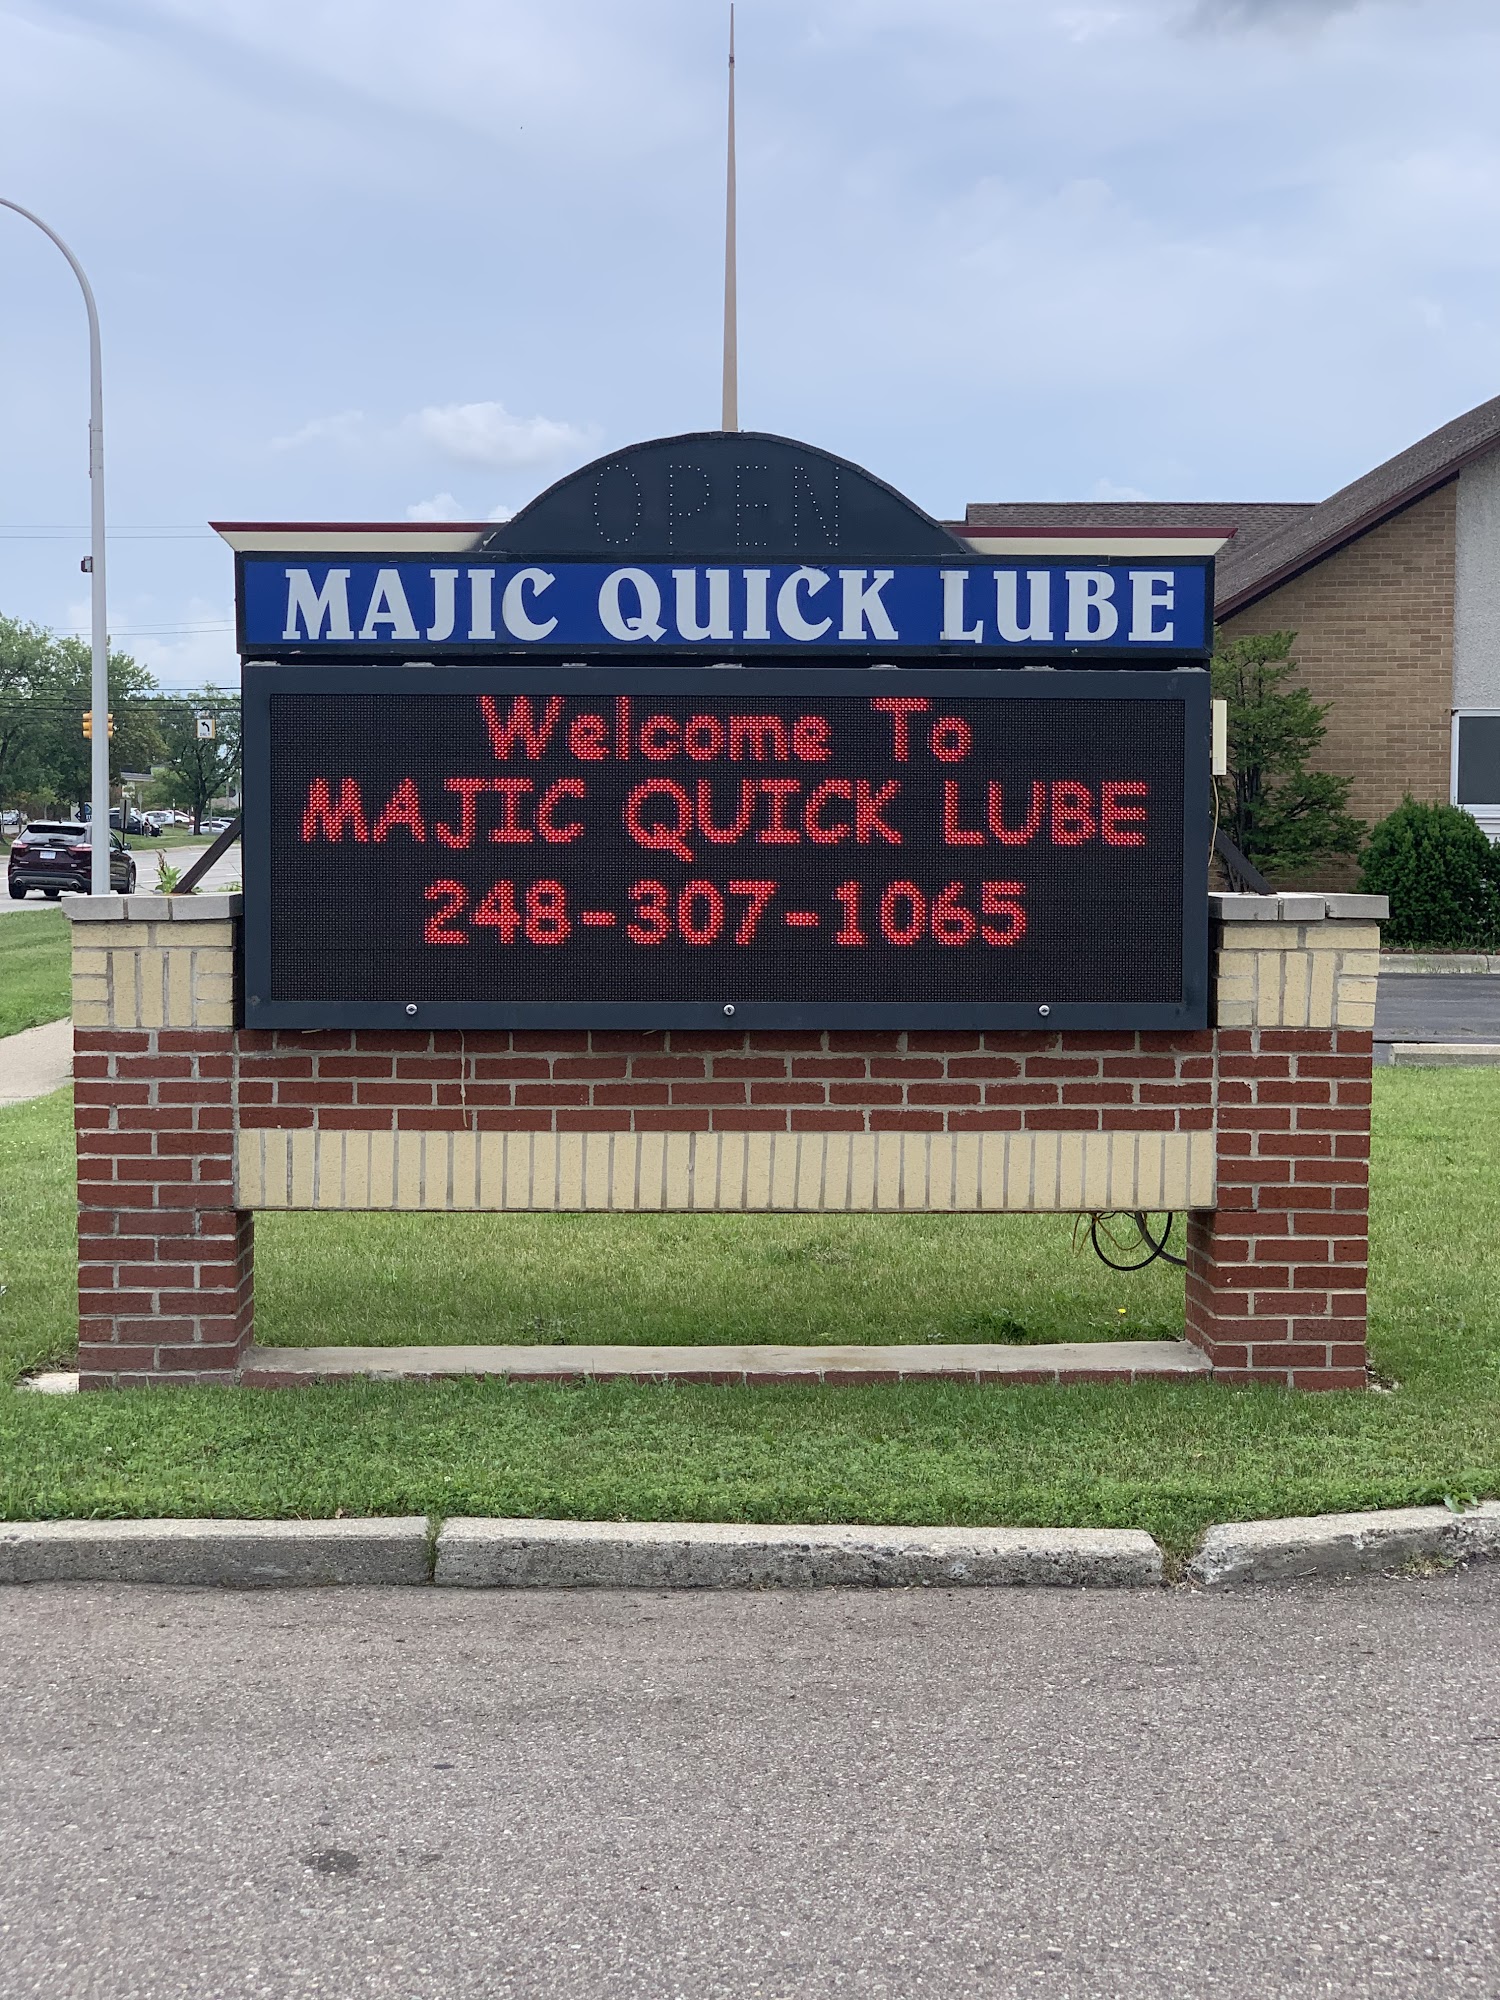 OPEN
MAJIC QUICK LUBE
Welcome To
MAJIC QUICK LUBE
248-307-1065